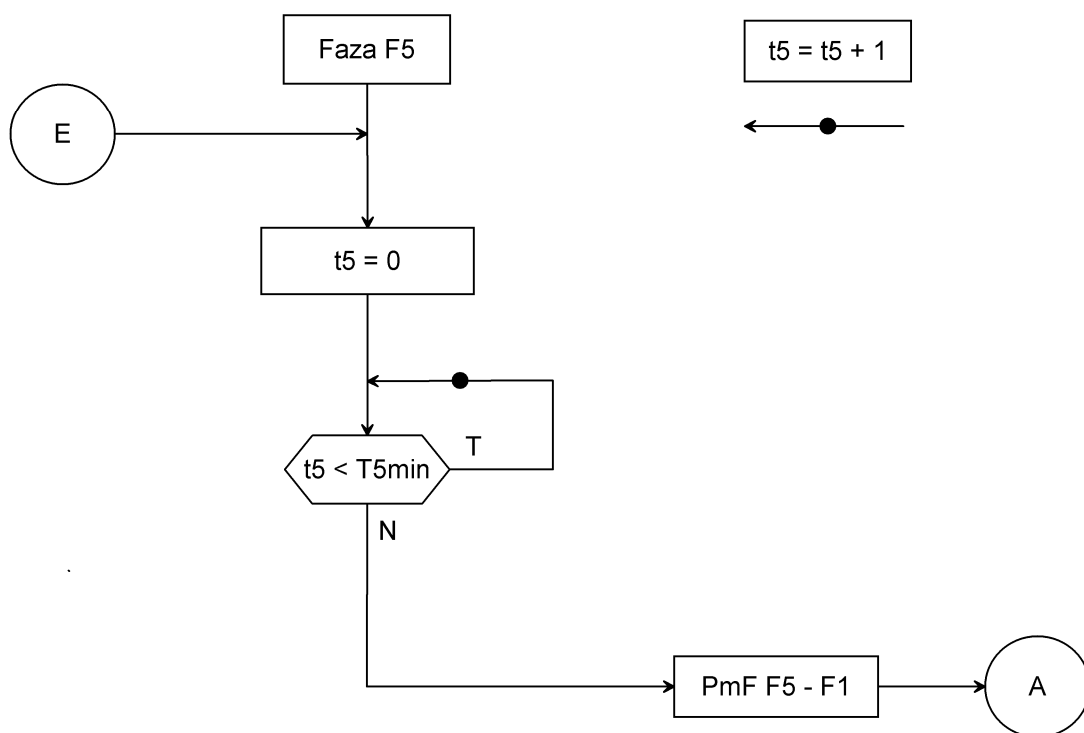 Faza F5
t5 = t5 + 1
E
t5 = 0
T
t5 < T5min
N
PmF F5 - F1
A